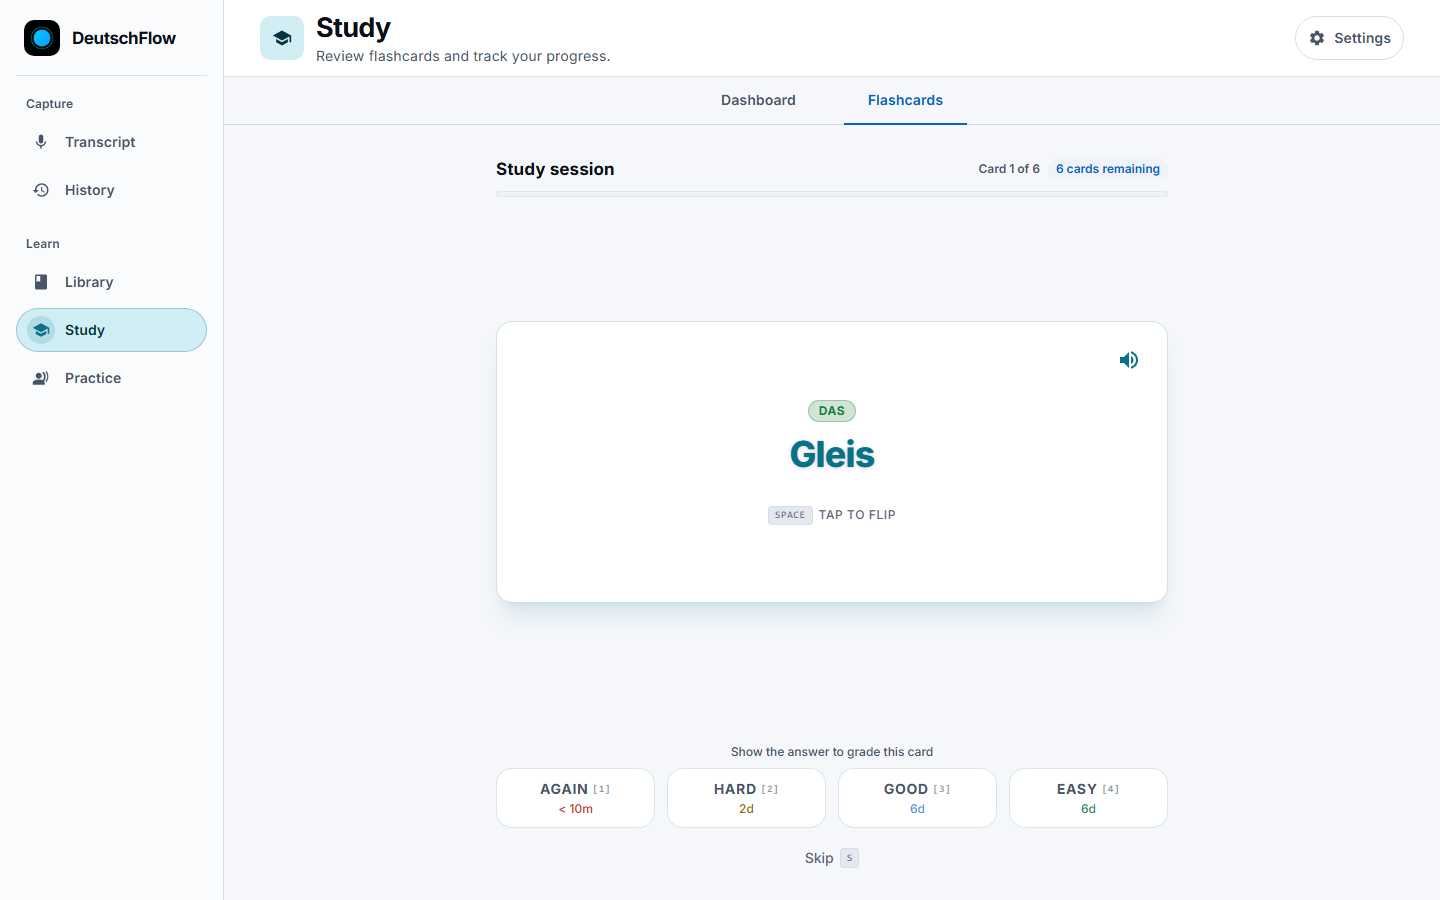 DeutschFlow
Capture
Transcript
History
Learn
Library
Study
Practice
Study
Review flashcards and track your progress.
Settings
Dashboard
Flashcards
Study session
Card 1 of 6
6 cards remaining
DAS
Gleis
SPACE TAP TO FLIP
Show the answer to grade this card
AGAIN [1]
< 10m
HARD [2]
2d
GOOD [3]
6d
EASY [4]
6d
Skip S